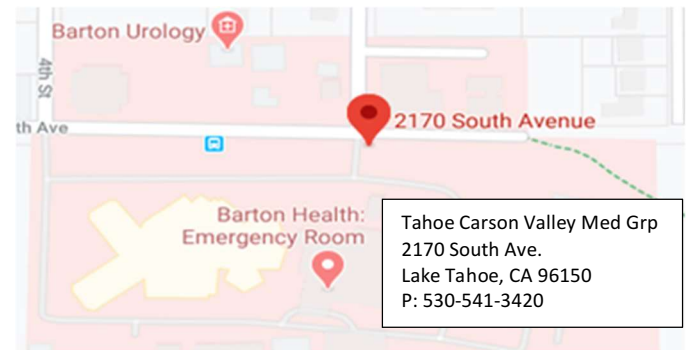 Barton Urology
4th St
th Ave
2170 South Avenue
Barton Health:
Emergency Room
Tahoe Carson Valley Med Grp
2170 South Ave.
Lake Tahoe, CA 96150
P: 530-541-3420